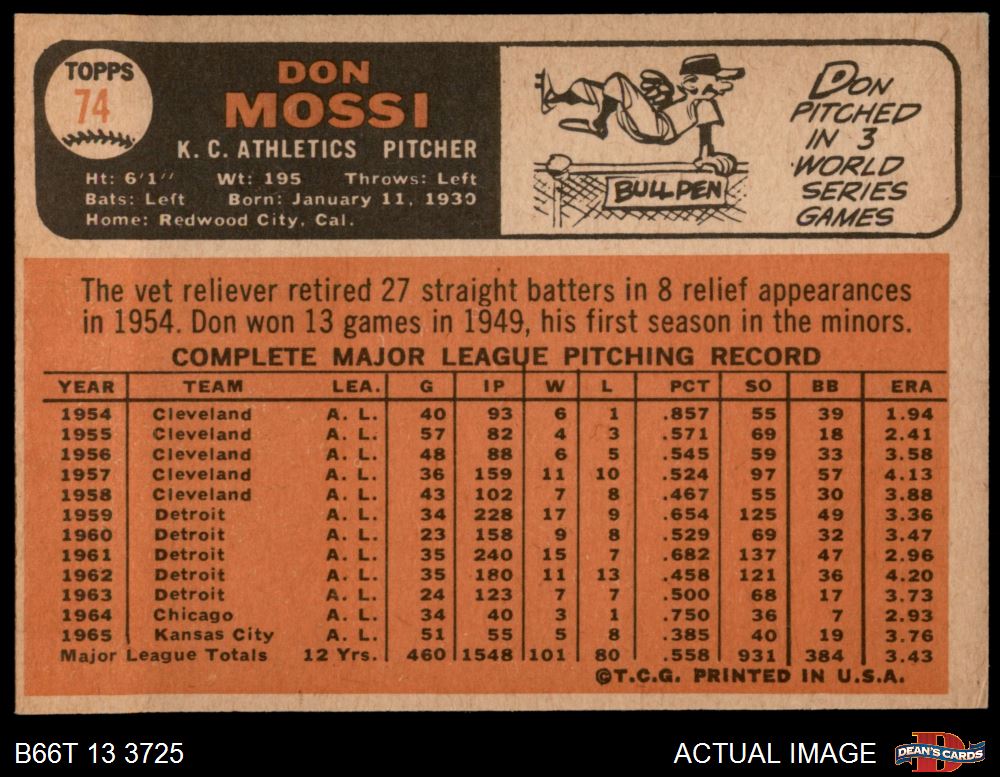 TOPPS
74
DON
MOSSI
K. C. ATHLETICS PITCHER
Ht: 6'1" Wt: 195 Throws: Left
Bats: Left Born: January 11, 1930
Home: Redwood City, Cal.
BULLPEN
DON
PITCHED
IN 3
WORLD
SERIES
GAMES
The vet reliever retired 27 straight batters in 8 relief appearances
in 1954. Don won 13 games in 1949, his first season in the minors.
COMPLETE MAJOR LEAGUE PITCHING RECORD
YEAR TEAM LEA. G IP W L PCT SO BB ERA
1954 Cleveland A. L. 40 93 6 1 .857 55 39 1.94
1955 Cleveland A. L. 57 82 4 3 .571 69 18 2.41
1956 Cleveland A. L. 48 88 6 5 .545 59 33 3.58
1957 Cleveland A. L. 36 159 11 10 .524 97 57 4.13
1958 Cleveland A. L. 43 102 7 8 .467 55 30 3.88
1959 Detroit A. L. 34 228 17 9 .654 125 49 3.36
1960 Detroit A. L. 23 158 9 8 .529 69 32 3.47
1961 Detroit A. L. 35 240 15 7 .682 137 47 2.96
1962 Detroit A. L. 35 180 11 13 .458 121 36 4.20
1963 Detroit A. L. 24 123 7 7 .500 68 17 3.73
1964 Chicago A. L. 34 40 3 1 .750 36 7 2.93
1965 Kansas City A. L. 51 55 5 8 .385 40 19 3.76
Major League Totals 12 Yrs. 460 1548 101 80 .558 931 384 3.43
©T.C.G. PRINTED IN U.S.A.
B66T 13 3725
ACTUAL IMAGE
D
DEAN'S CARDS